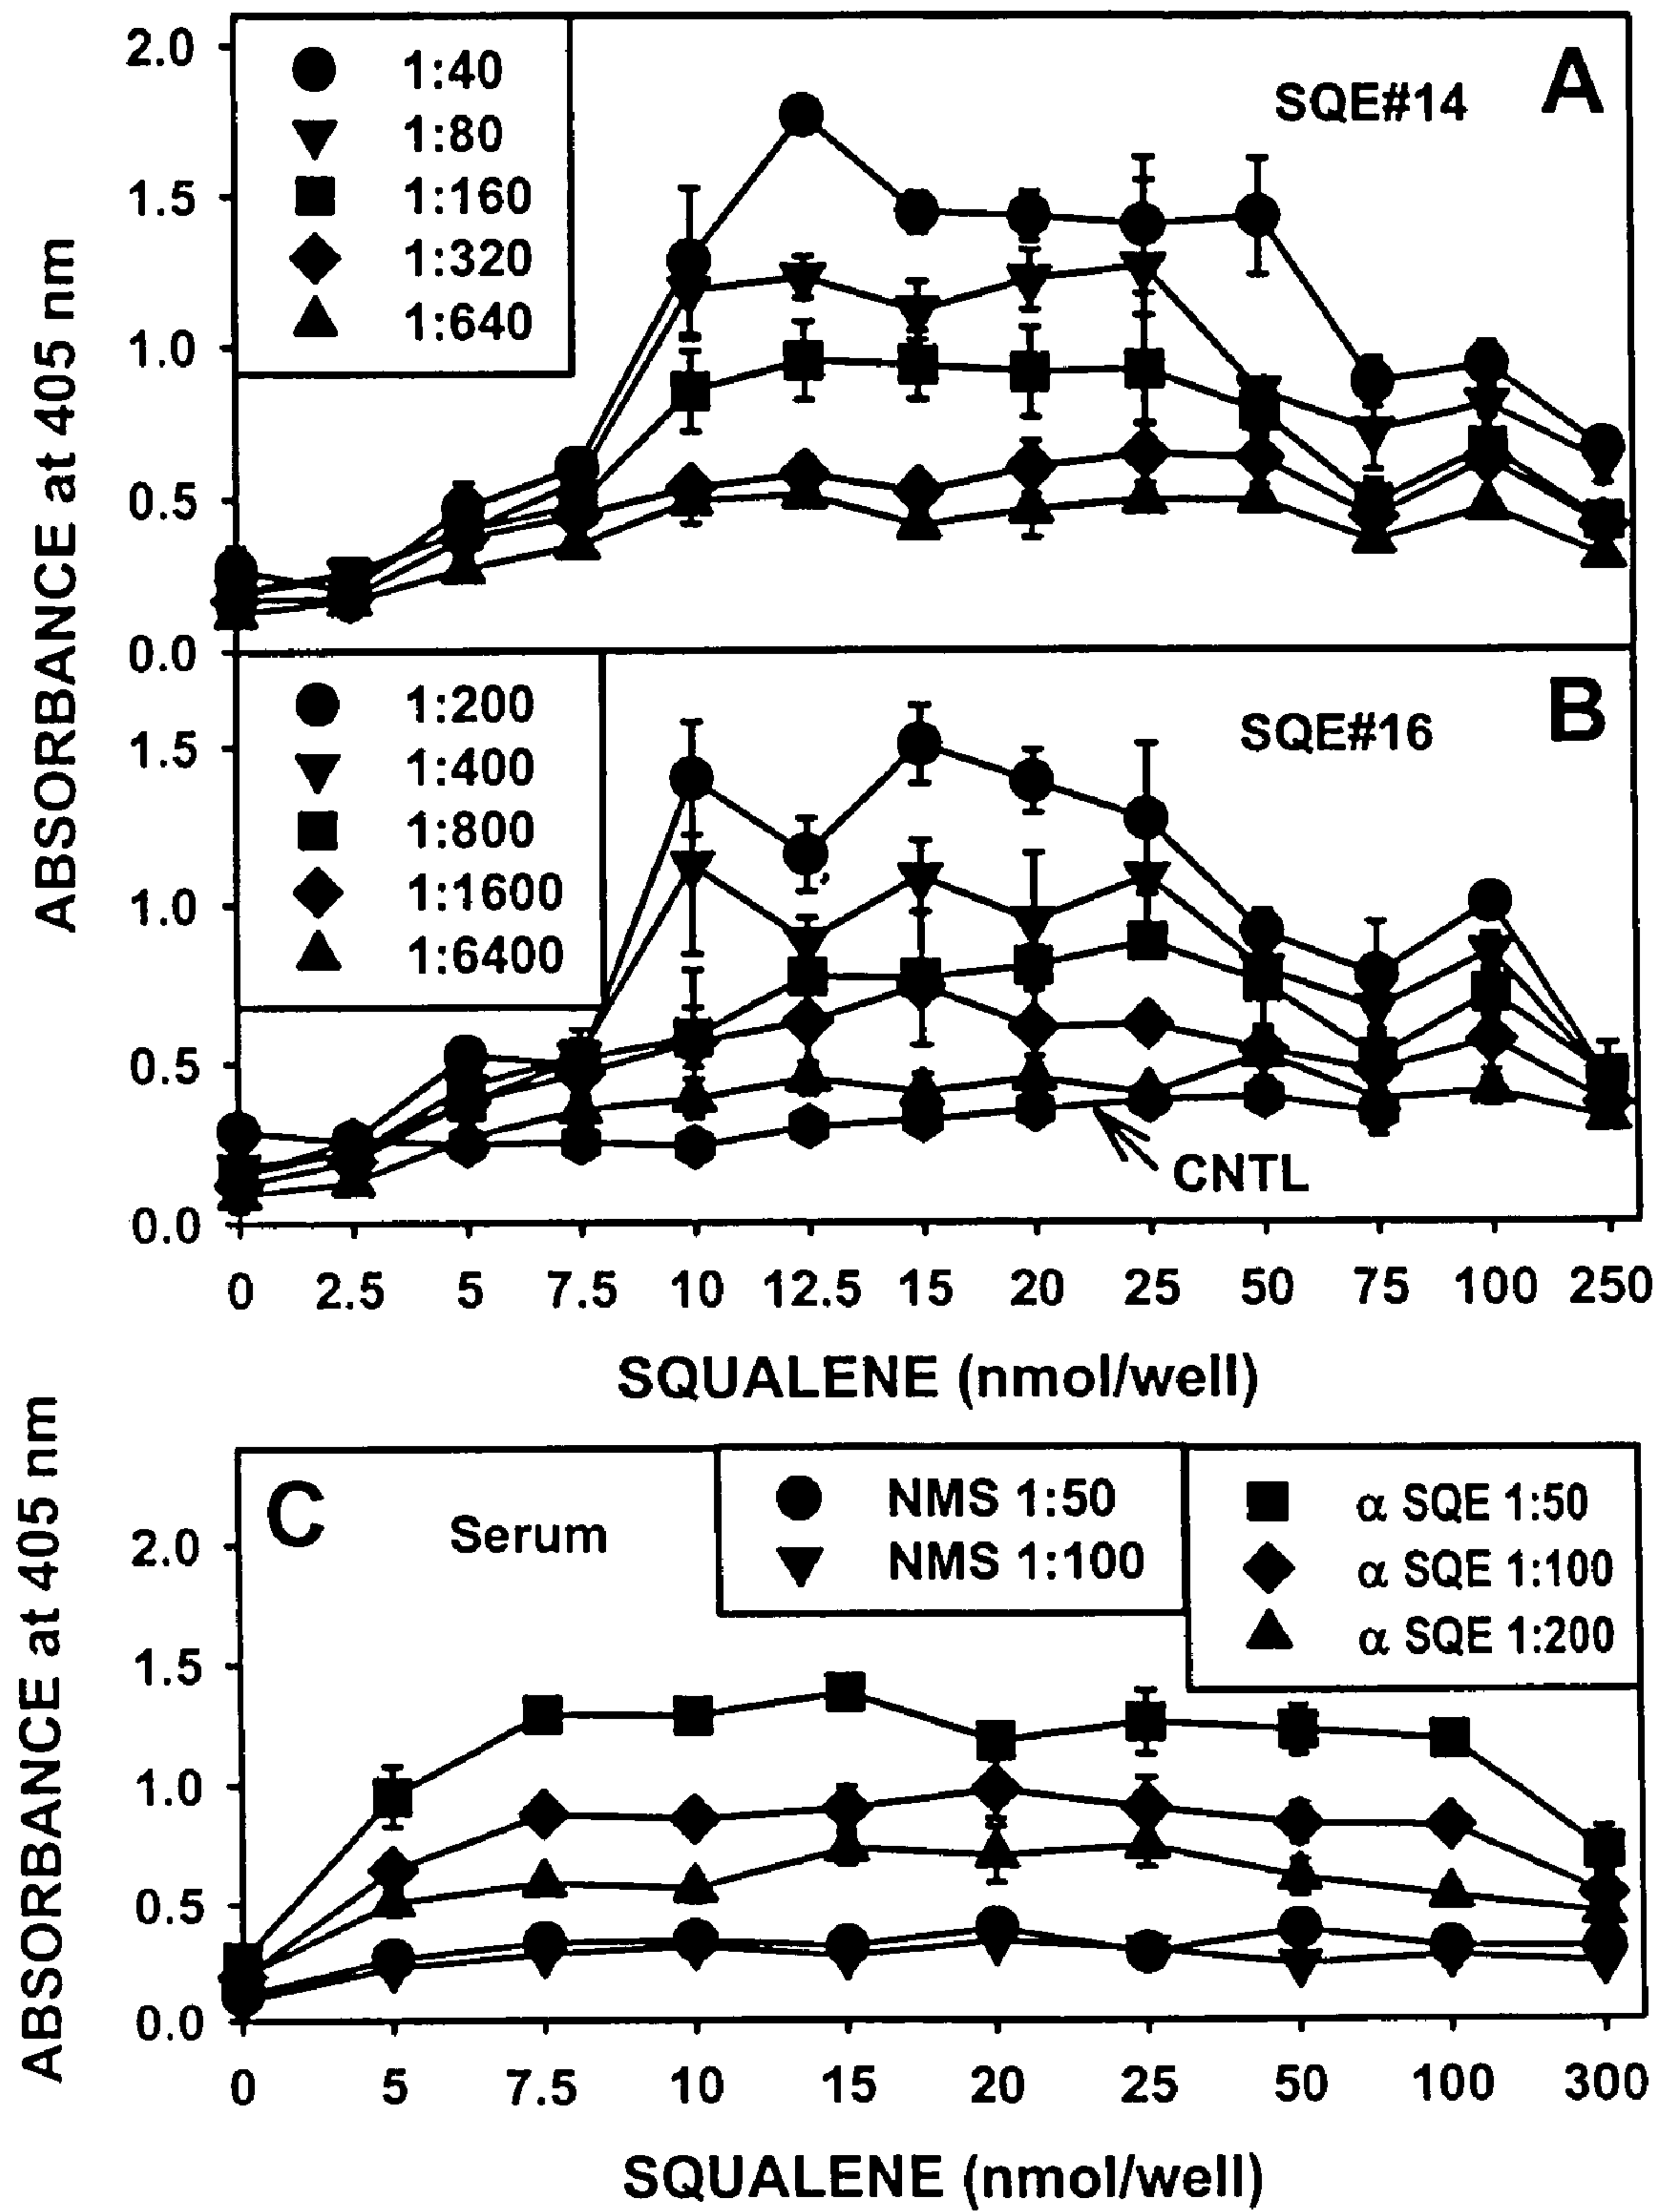 ABSORBANCE at 405 nm
2.0
1.5
1.0
0.5
0.0
1:40
1:80
1:160
1:320
1:640
SQE#14
A
1.5
1.0
0.5
0.0
1:200
1:400
1:800
1:1600
1:6400
SQE#16
B
CNTL
0 2.5 5 7.5 10 12.5 15 20 25 50 75 100 250
SQUALENE (nmol/well)
ABSORBANCE at 405 nm
2.0
1.5
1.0
0.5
0.0
C
Serum
NMS 1:50
NMS 1:100
α SQE 1:50
α SQE 1:100
α SQE 1:200
0 5 7.5 10 15 20 25 50 100 300
SQUALENE (nmol/well)